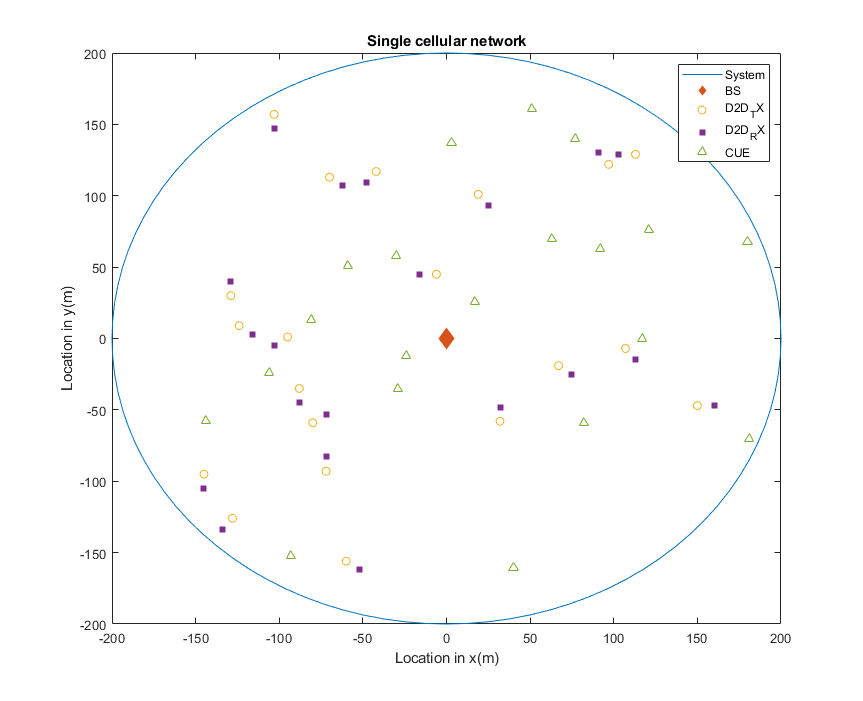 Single cellular network
System
BS
D2D_TX
D2D_RX
CUE
200
150
100
50
0
-50
-100
-150
-200
Location in y(m)
-200 -150 -100 -50 0 50 100 150 200
Location in x(m)